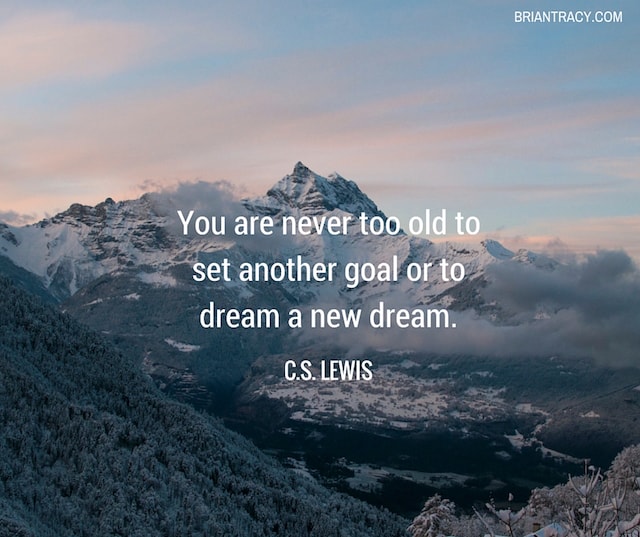 BRIANTRACY.COM
You are never too old to
set another goal or to
dream a new dream.
C.S. LEWIS